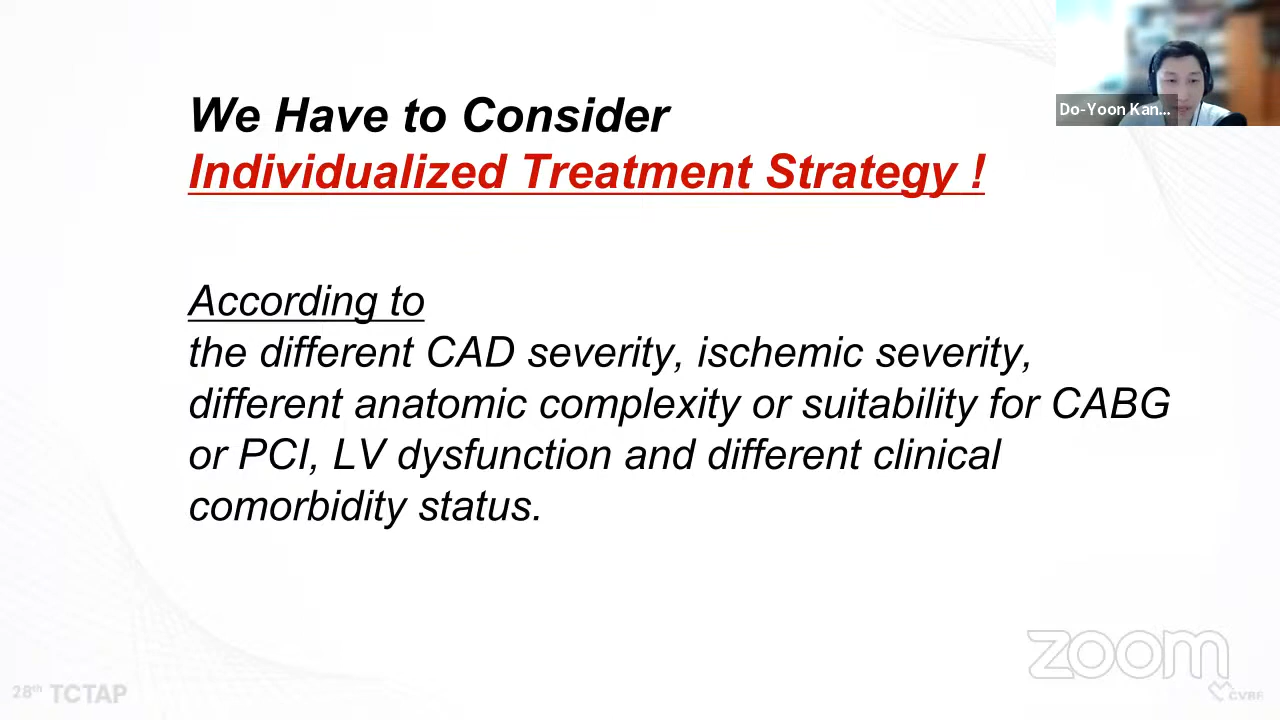 We Have to Consider
Individualized Treatment Strategy !
According to
the different CAD severity, ischemic severity,
different anatomic complexity or suitability for CABG
or PCI, LV dysfunction and different clinical
comorbidity status.
Do-Yoon Kan...
zoom
28th TCTAP
CVRF